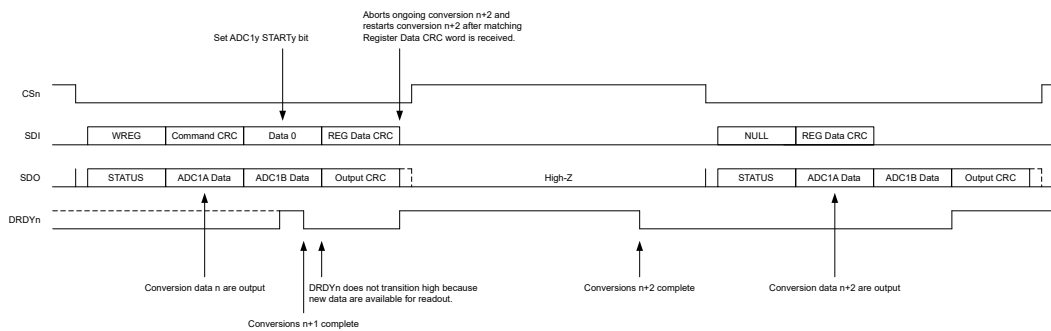 Aborts ongoing conversion n+2 and
restarts conversion n+2 after matching
Register Data CRC word is received.
Set ADC1y STARTy bit
CSn
SDI
WREG
Command CRC
Data 0
REG Data CRC
NULL
REG Data CRC
SDO
STATUS
ADC1A Data
ADC1B Data
Output CRC
High-Z
STATUS
ADC1A Data
ADC1B Data
Output CRC
DRDYn
Conversion data n are output
DRDYn does not transition high because
new data are available for readout.
Conversions n+2 complete
Conversion data n+2 are output
Conversions n+1 complete